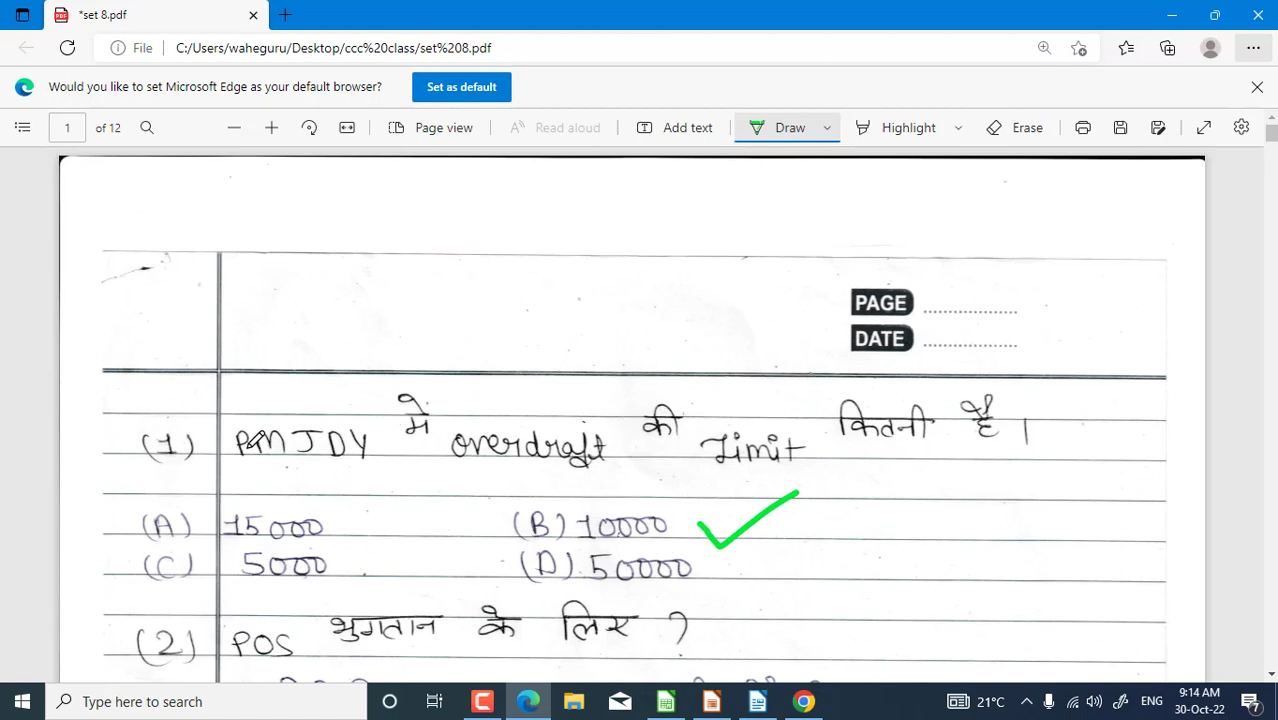 *set 8.pdf
File C:/Users/waheguru/Desktop/ccc%20class/set%208.pdf
Would you like to set Microsoft Edge as your default browser? Set as default
1 of 12 Page view Read aloud Add text Draw Highlight Erase
PAGE ..................
DATE ..................
(1) PMJDY मे overdraft की limit कितनी है ।
(A) 15000 (B) 10000
(C) 5000 (D) 50000
(2) POS भुगतान के लिए ?
Type here to search 21°C ENG 9:14 AM
30-Oct-22 7